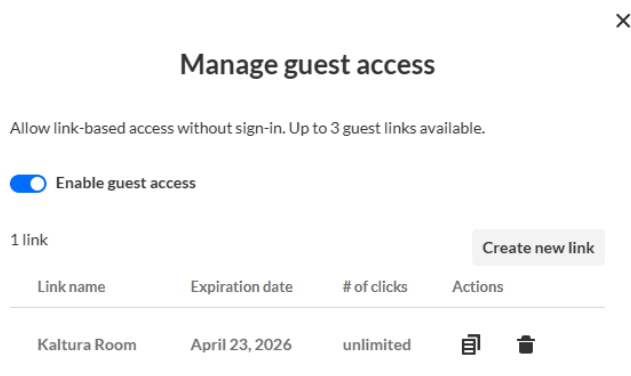 Manage guest access
Allow link-based access without sign-in. Up to 3 guest links available.
Enable guest access
1 link
Create new link
Link name Expiration date # of clicks Actions
Kaltura Room April 23, 2026 unlimited